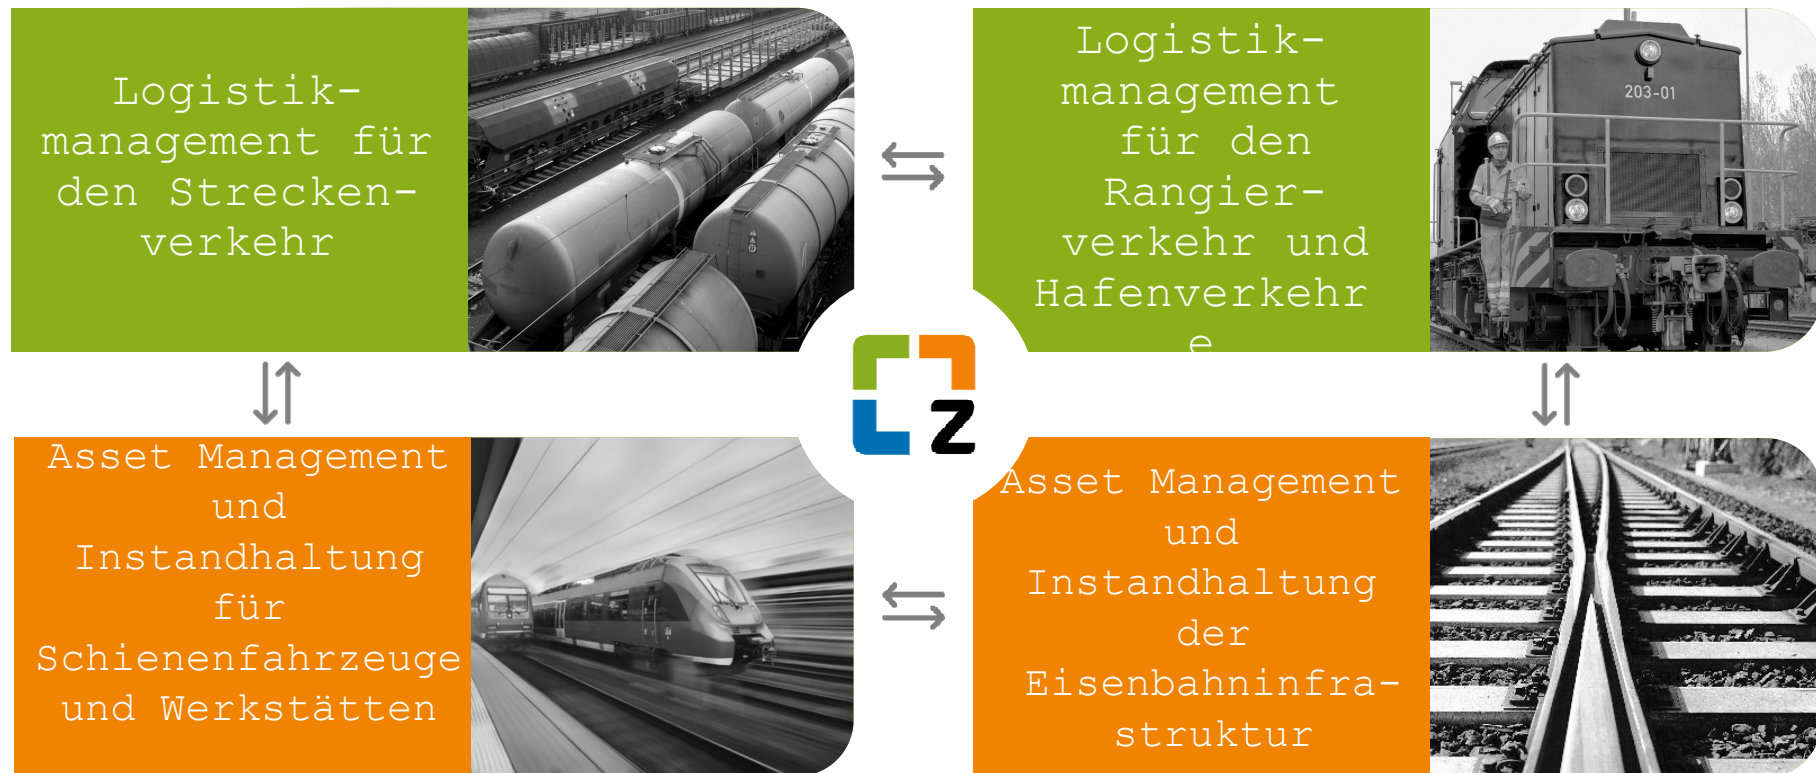 Logistik-
management für
den Strecken-
verkehr
Logistik-
management
für den
Rangier-
verkehr und
Hafenverkehr
e
203-01
z
Asset Management
und
Instandhaltung
für
Schienenfahrzeuge
und Werkstätten
Asset Management
und
Instandhaltung
der
Eisenbahninfra-
struktur